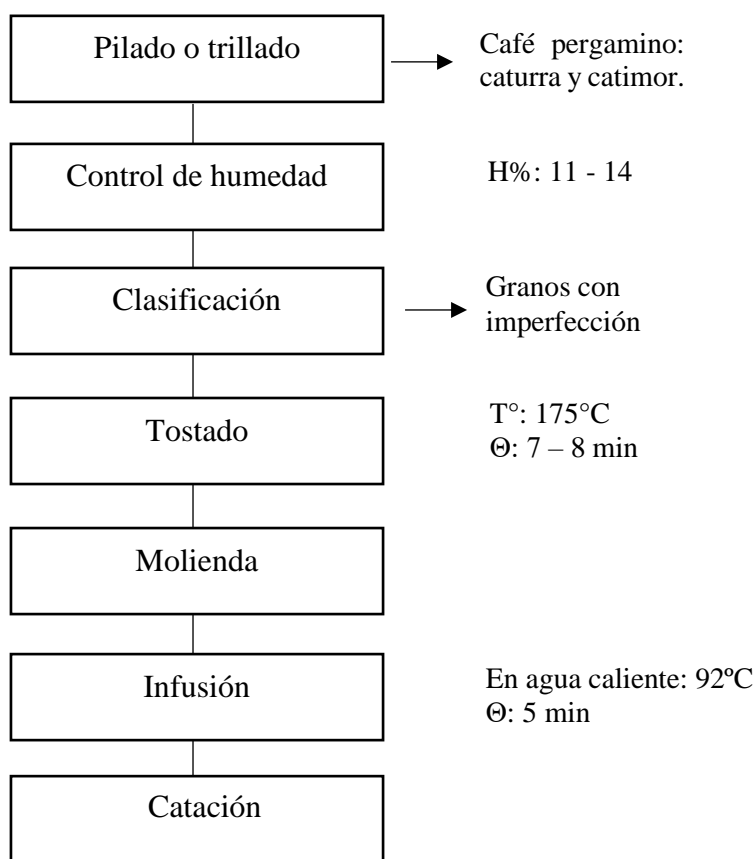 Pilado o trillado
Café pergamino:
caturra y catimor.
Control de humedad
H%: 11 - 14
Clasificación
Granos con
imperfección
Tostado
T°: 175°C
Θ: 7 – 8 min
Molienda
Infusión
En agua caliente: 92ºC
Θ: 5 min
Catación